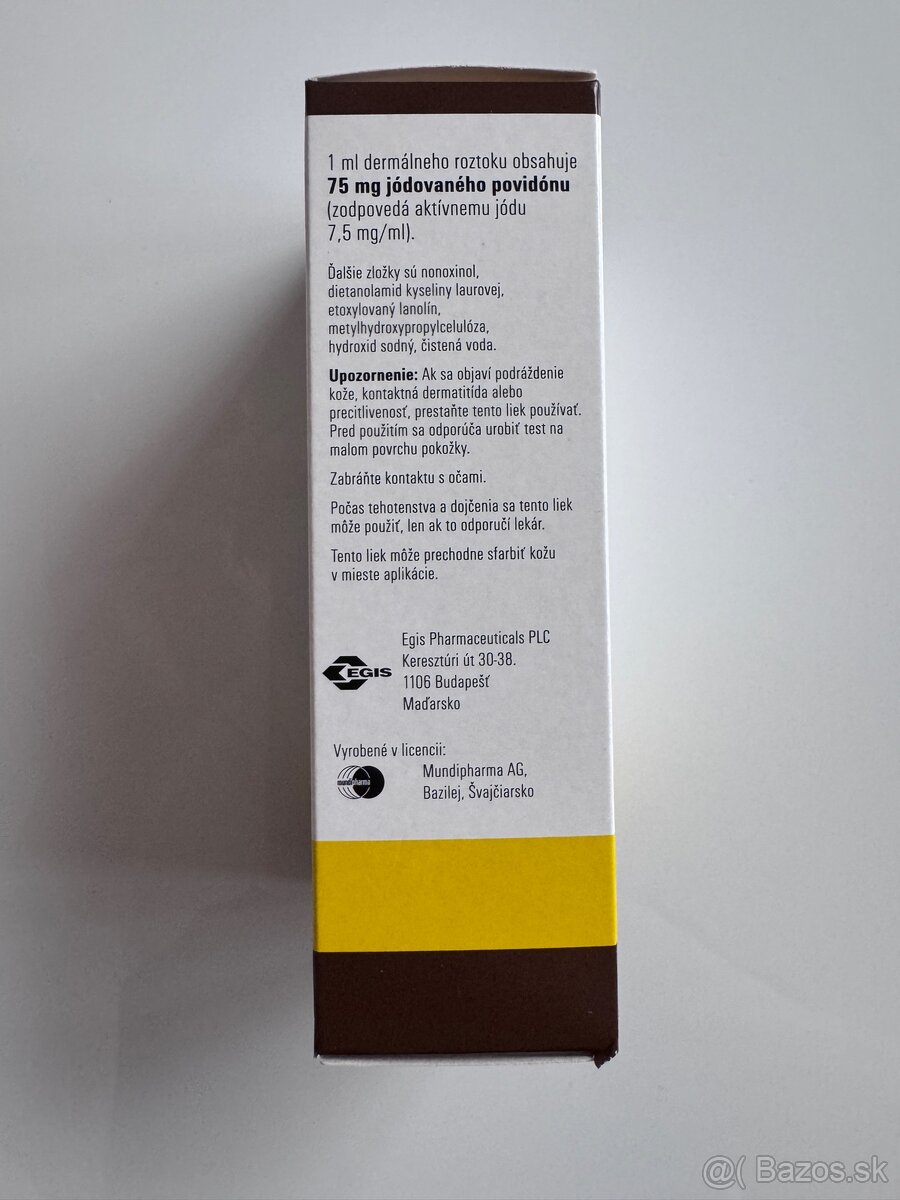 1 ml dermálneho roztoku obsahuje
75 mg jódovaného povidónu
(zodpovedá aktívnemu jódu
7,5 mg/ml).
Ďalšie zložky sú nonoxinol,
dietanolamid kyseliny laurovej,
etoxylovaný lanolín,
metylhydroxypropylcelulóza,
hydroxid sodný, čistená voda.
Upozornenie: Ak sa objaví podráždenie
kože, kontaktná dermatitída alebo
precitlivenosť, prestaňte tento liek používať.
Pred použitím sa odporúča urobiť test na
malom povrchu pokožky.
Zabráňte kontaktu s očami.
Počas tehotenstva a dojčenia sa tento liek
môže použiť, len ak to odporučí lekár.
Tento liek môže prechodne sfarbiť kožu
v mieste aplikácie.
EGIS
Egis Pharmaceuticals PLC
Keresztúri út 30-38.
1106 Budapešť
Maďarsko
Vyrobené v licencii:
mundipharma
Mundipharma AG,
Bazilej, Švajčiarsko
@( Bazos.sk